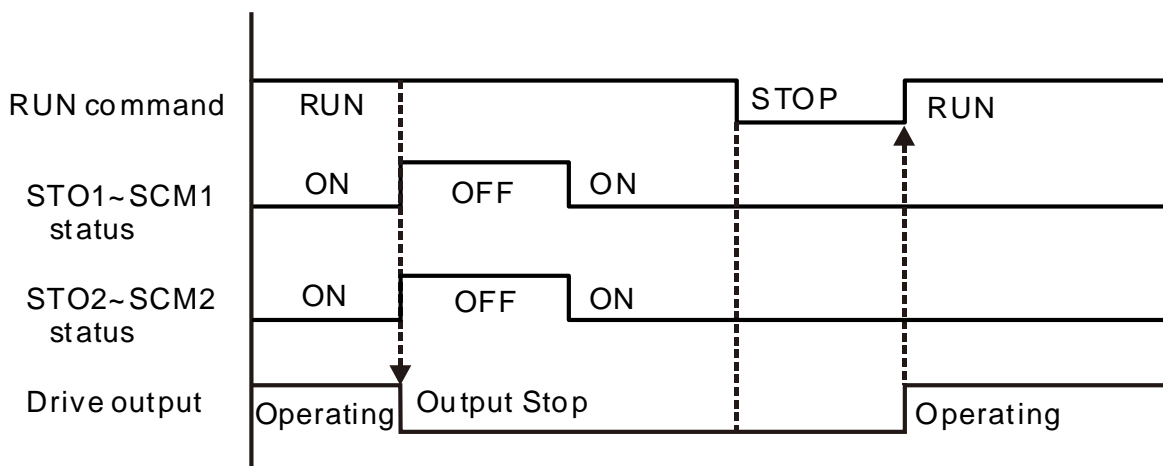 RUN command
RUN
STOP
RUN
STO1~SCM1
status
ON
OFF
ON
STO2~SCM2
status
ON
OFF
ON
Drive output
Operating
Output Stop
Operating